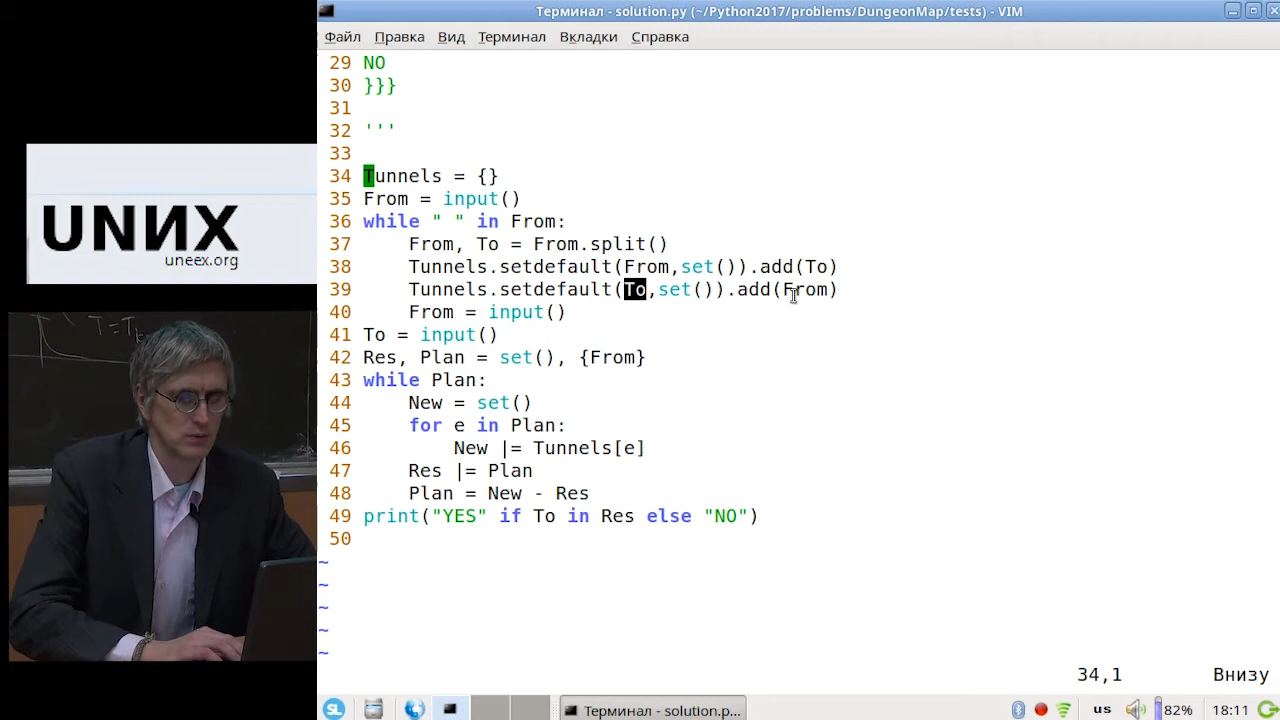 Терминал - solution.py (~/Python2017/problems/DungeonMap/tests) - VIM
Файл Правка Вид Терминал Вкладки Справка
29 NO
30 }}}
31
32 '''
33
34 Tunnels = {}
35 From = input()
36 while " " in From:
37     From, To = From.split()
38     Tunnels.setdefault(From,set()).add(To)
39     Tunnels.setdefault(To,set()).add(From)
40     From = input()
41 To = input()
42 Res, Plan = set(), {From}
43 while Plan:
44     New = set()
45     for e in Plan:
46         New |= Tunnels[e]
47     Res |= Plan
48     Plan = New - Res
49 print("YES" if To in Res else "NO")
50
~
~
~
~
~
34,1 Внизу
UNИX
uneex.org
SL Терминал - solution.p... us 82% 18:11